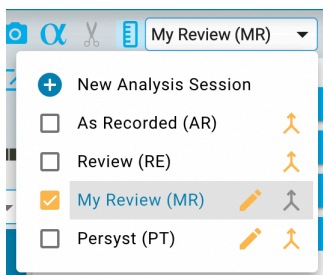 α My Review (MR)
New Analysis Session
As Recorded (AR)
Review (RE)
My Review (MR)
Persyst (PT)